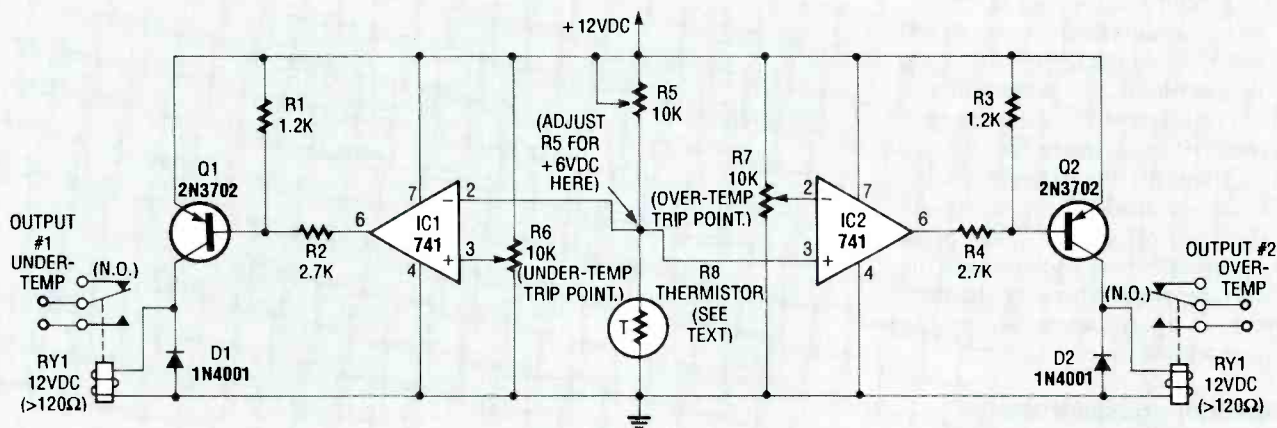 + 12VDC
R1
1.2K
Q1
2N3702
OUTPUT
#1
UNDER-
TEMP
(N.O.)
RY1
12VDC
(>120Ω)
D1
1N4001
R2
2.7K
6
7
4
IC1
741
2
−
3
+
R6
10K
(UNDER-TEMP
TRIP POINT.)
(ADJUST
R5 FOR
+6VDC
HERE)
R5
10K
R8
THERMISTOR
(SEE
TEXT)
T
R7
10K
(OVER-TEMP
TRIP POINT.)
2
−
3
+
IC2
741
7
4
6
R4
2.7K
R3
1.2K
Q2
2N3702
OUTPUT #2
OVER-
TEMP
(N.O.)
D2
1N4001
RY1
12VDC
(>120Ω)